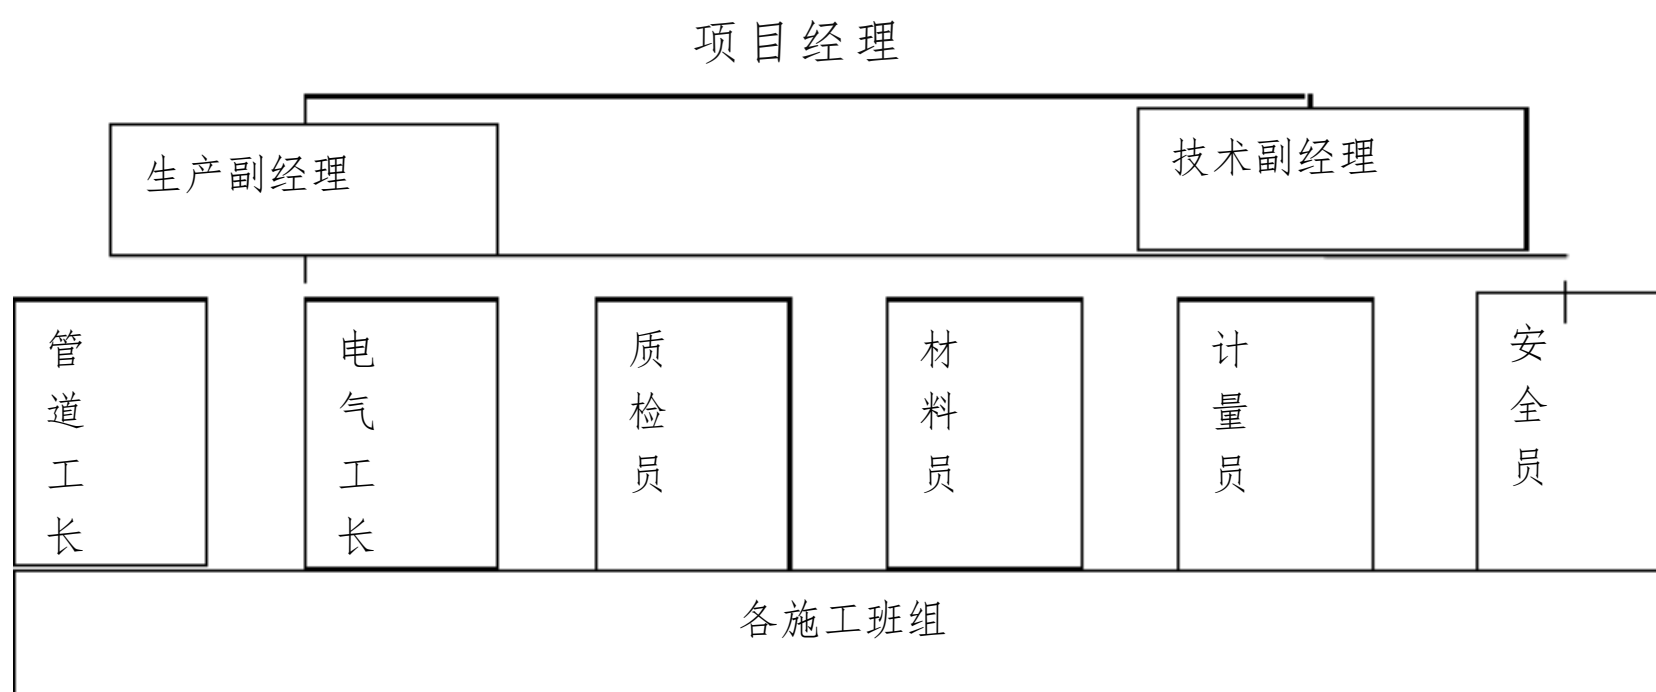 项目经理
生产副经理
技术副经理
管道工长
电气工长
质检员
材料员
计量员
安全员
各施工班组